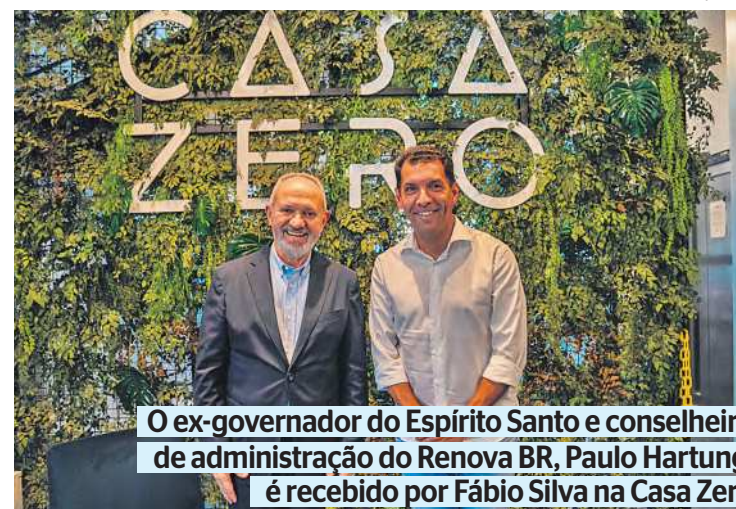 CASA
ZERO
O ex-governador do Espírito Santo e conselheir
de administração do Renova BR, Paulo Hartung
é recebido por Fábio Silva na Casa Zer